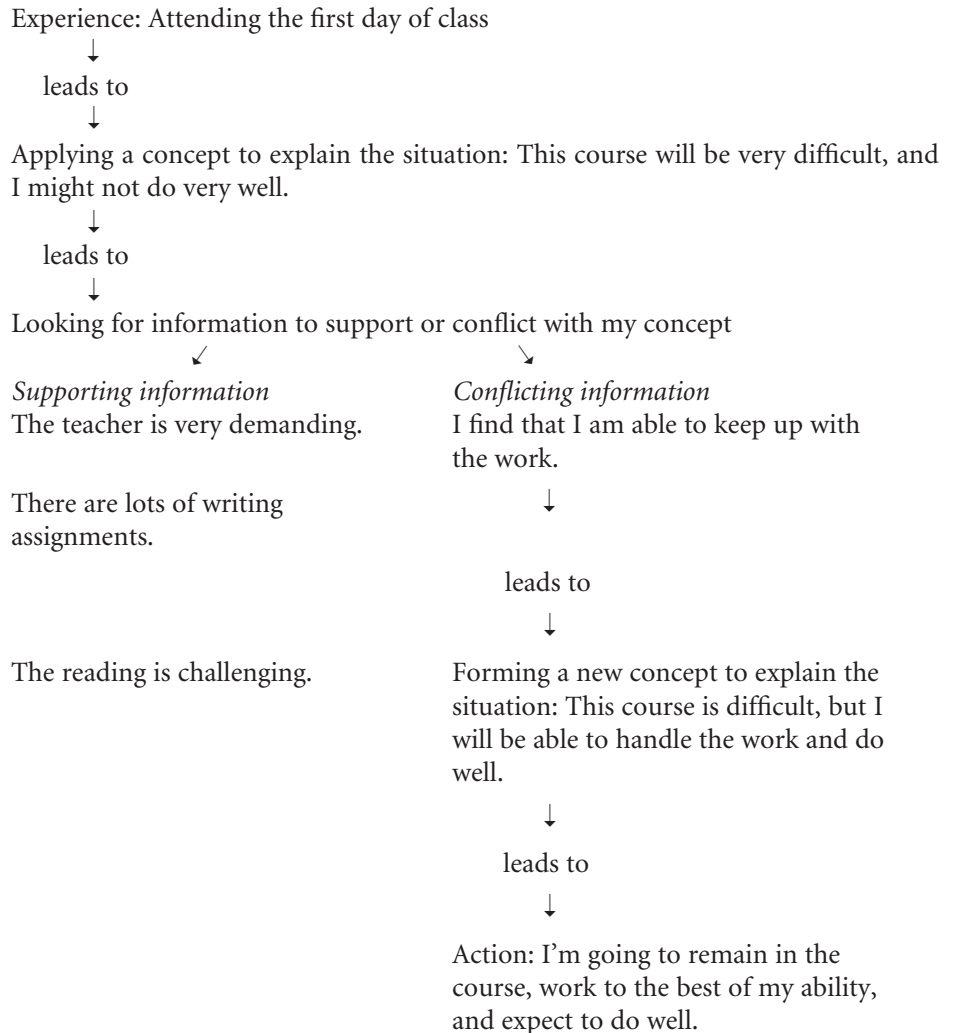 Experience: Attending the first day of class
leads to
Applying a concept to explain the situation: This course will be very difficult, and
I might not do very well.
leads to
Looking for information to support or conflict with my concept
Supporting information
The teacher is very demanding.
There are lots of writing
assignments.
The reading is challenging.
Conflicting information
I find that I am able to keep up with
the work.
leads to
Forming a new concept to explain the
situation: This course is difficult, but I
will be able to handle the work and do
well.
leads to
Action: I'm going to remain in the
course, work to the best of my ability,
and expect to do well.